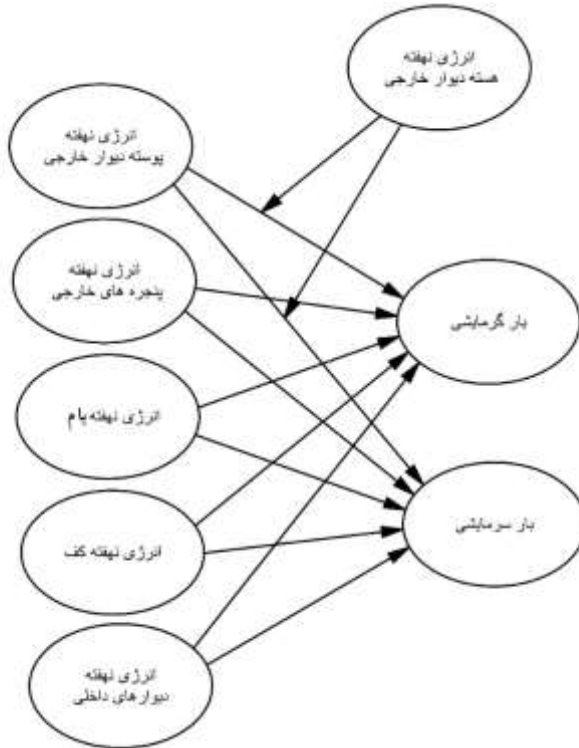 انرژی نهفته
هسته دیوار خارجی
انرژی نهفته
پوسته دیوار خارجی
انرژی نهفته
پنجره های خارجی
بار گرمایشی
انرژی نهفته بام
بار سرمایشی
انرژی نهفته کف
انرژی نهفته
دیوارهای داخلی